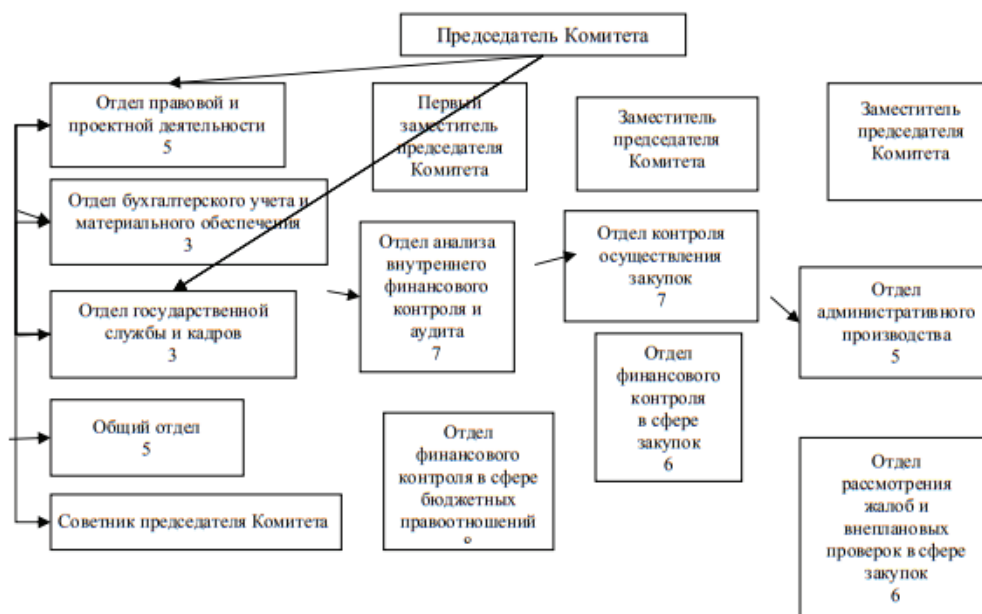 Председатель Комитета
Отдел правовой и
проектной деятельности
5
Отдел бухгалтерского учета и
материального обеспечения
3
Отдел государственной
службы и кадров
3
Общий отдел
5
Советник председателя Комитета
Первый
заместитель
председателя
Комитета
Отдел анализа
внутреннего
финансового
контроля и
аудита
7
Отдел
финансового
контроля в сфере
бюджетных
правоотношений
Заместитель
председателя
Комитета
Отдел контроля
осуществления
закупок
7
Отдел
финансового
контроля
в сфере
закупок
6
Заместитель
председателя
Комитета
Отдел
административного
производства
5
Отдел
рассмотрения
жалоб и
внеплановых
проверок в сфере
закупок
6